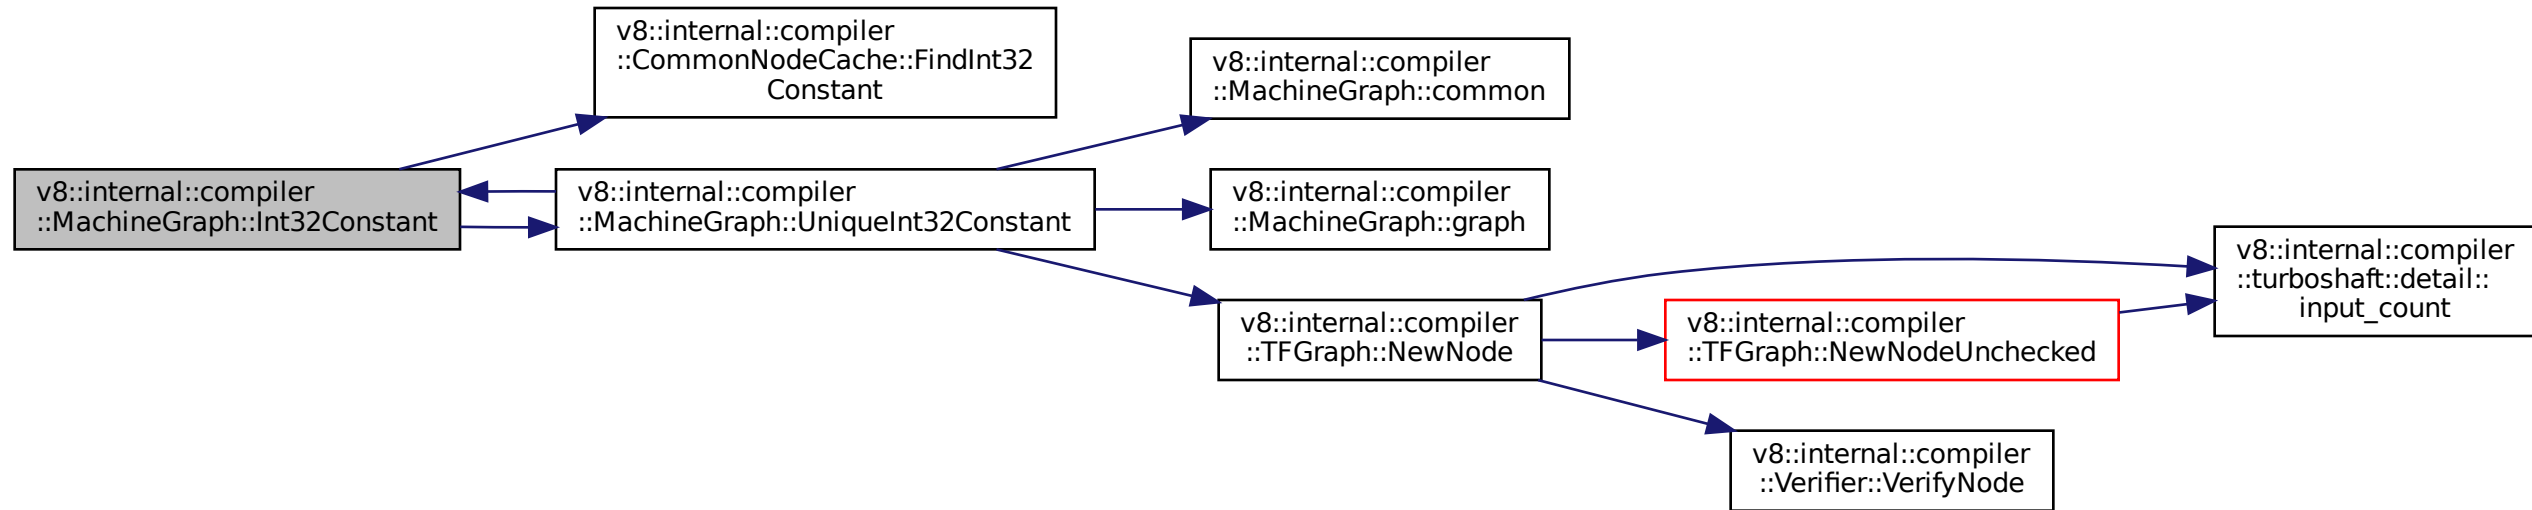 v8::internal::compiler
::MachineGraph::Int32Constant
v8::internal::compiler
::CommonNodeCache::FindInt32
Constant
v8::internal::compiler
::MachineGraph::UniqueInt32Constant
v8::internal::compiler
::MachineGraph::common
v8::internal::compiler
::MachineGraph::graph
v8::internal::compiler
::TFGraph::NewNode
v8::internal::compiler
::TFGraph::NewNodeUnchecked
v8::internal::compiler
::Verifier::VerifyNode
v8::internal::compiler
::turboshaft::detail::
input_count